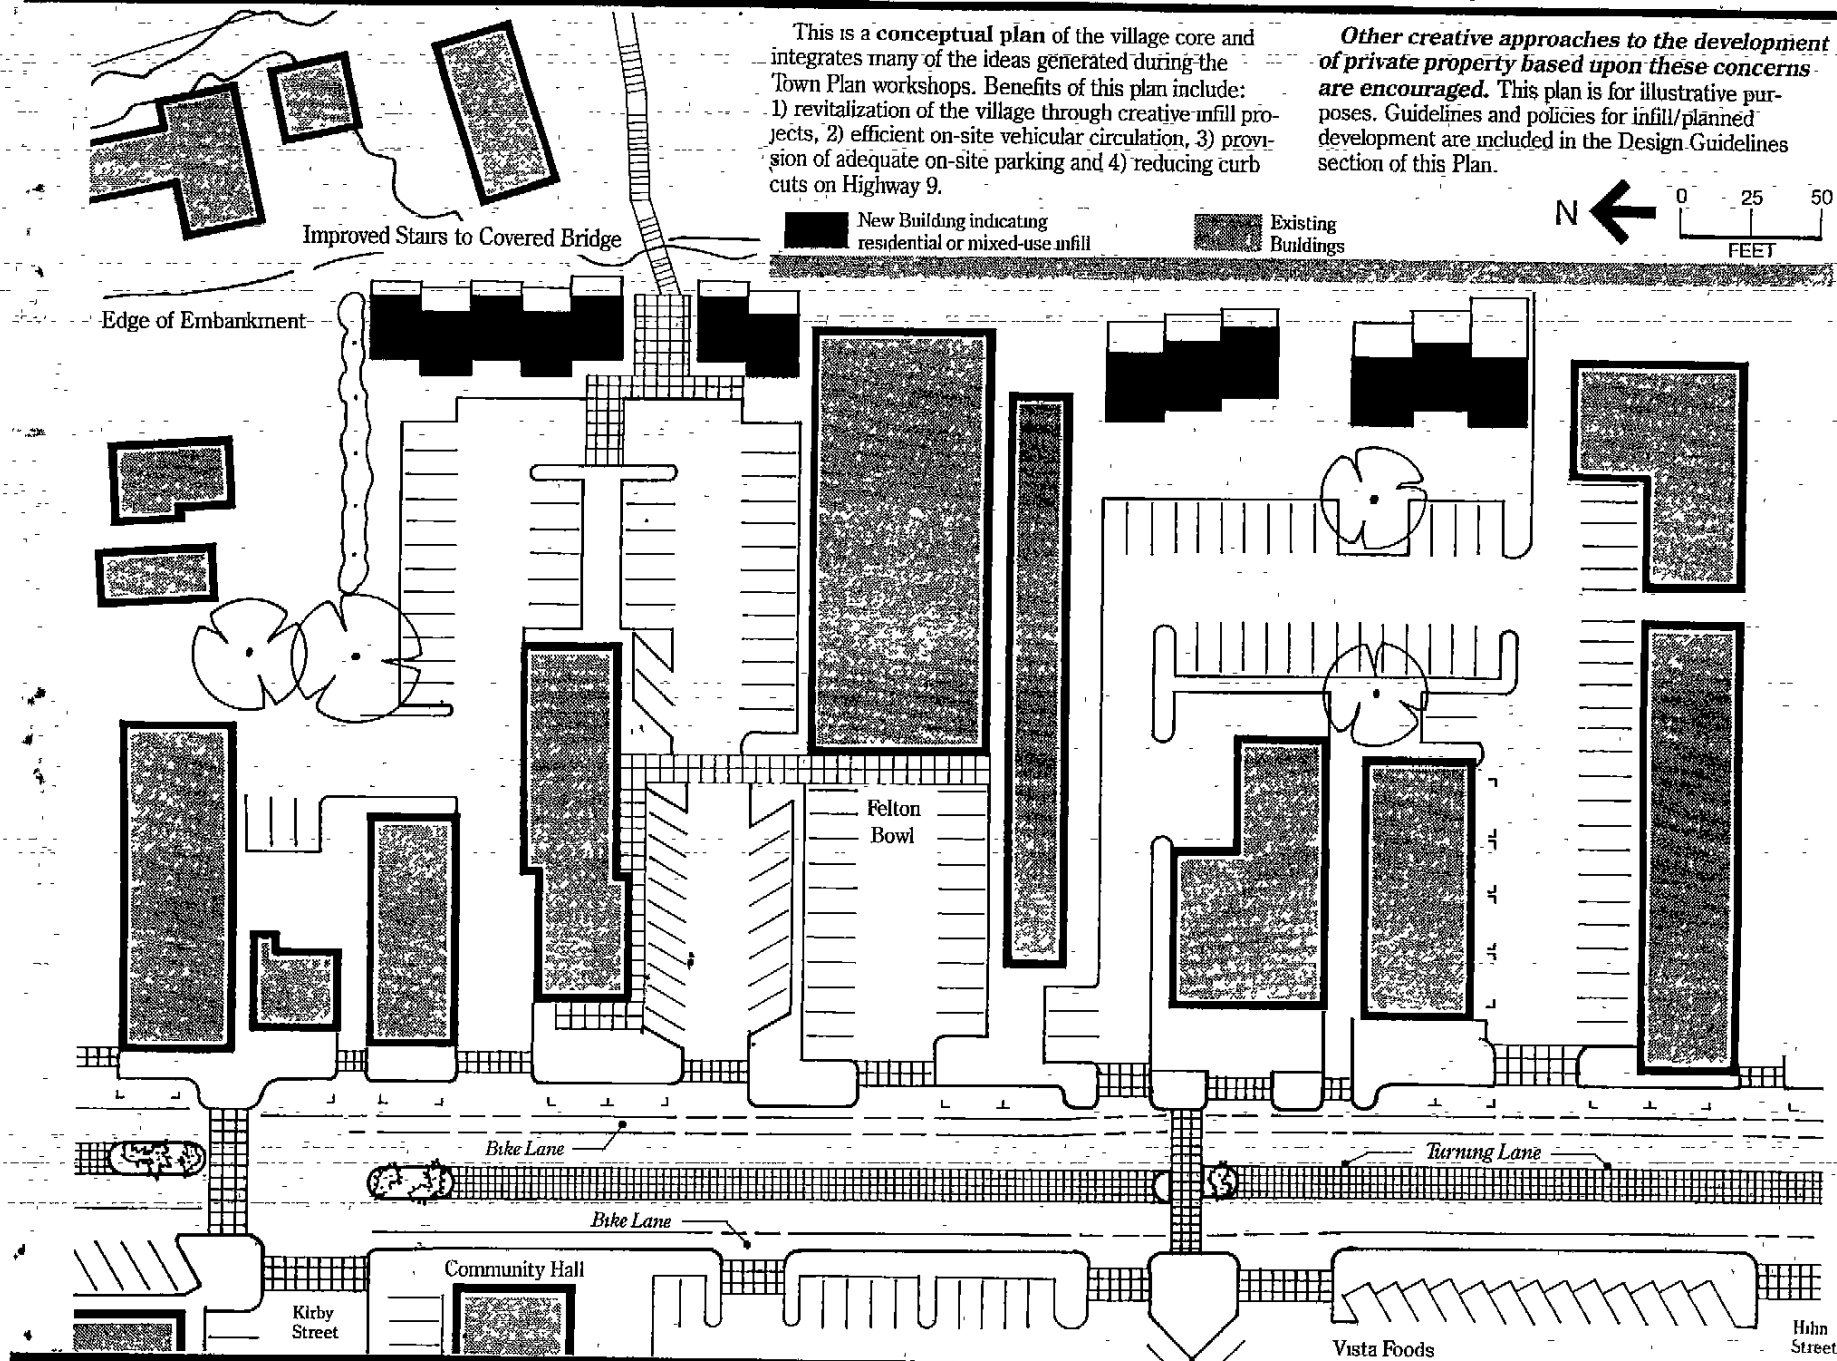 This is a conceptual plan of the village core and
integrates many of the ideas generated during the
Town Plan workshops. Benefits of this plan include:
1) revitalization of the village through creative infill pro-
jects, 2) efficient on-site vehicular circulation, 3) provi-
sion of adequate on-site parking and 4) reducing curb
cuts on Highway 9.
Other creative approaches to the development
of private property based upon these concerns
are encouraged. This plan is for illustrative pur-
poses. Guidelines and policies for infill/planned
development are included in the Design Guidelines
section of this Plan.
New Building indicating
residential or mixed-use infill
Existing
Buildings
N
0 25 50
FEET
Improved Stairs to Covered Bridge
Edge of Embankment
Felton
Bowl
Bike Lane
Turning Lane
Bike Lane
Community Hall
Kirby
Street
Vista Foods
Hihn
Street